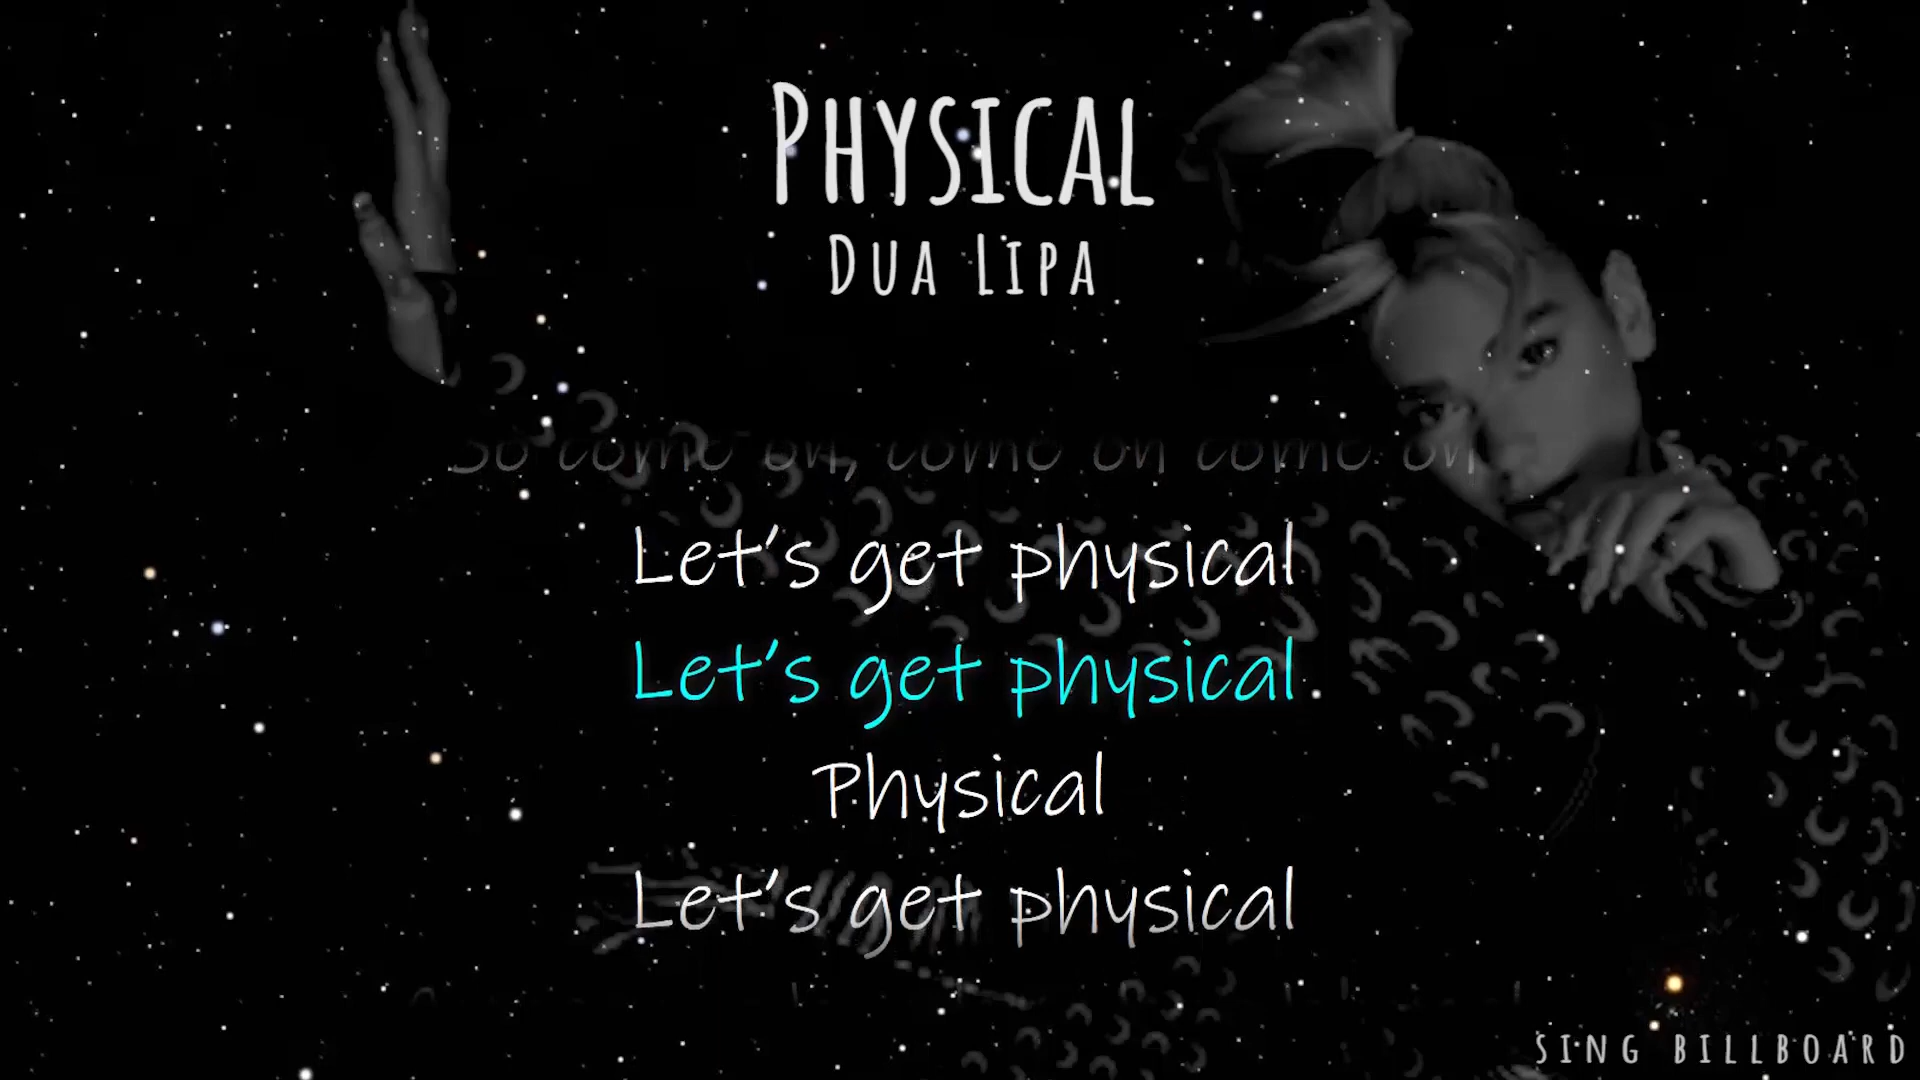 PHYSICAL
DUA LIPA
So come on, come on come on
Let's get physical
Let's get physical
Physical
Let's get physical
SING BILLBOARD